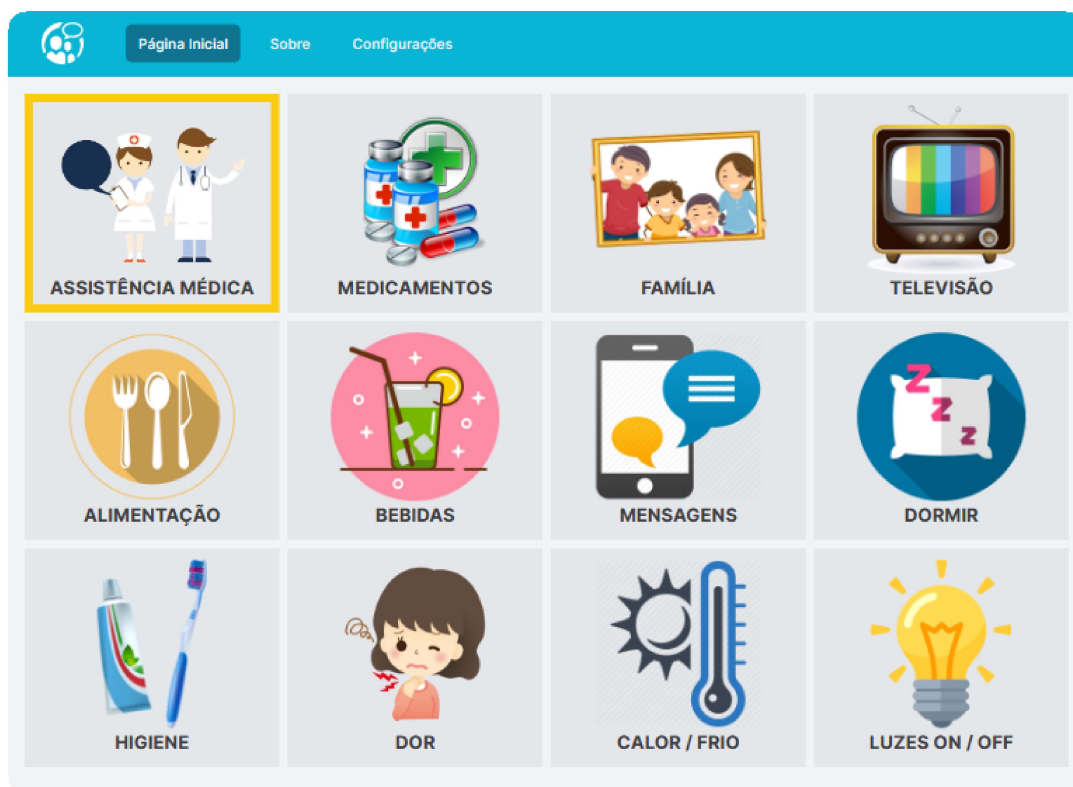 Página Inicial Sobre Configurações
ASSISTÊNCIA MÉDICA MEDICAMENTOS FAMÍLIA TELEVISÃO
ALIMENTAÇÃO BEBIDAS MENSAGENS DORMIR
HIGIENE DOR CALOR / FRIO LUZES ON / OFF